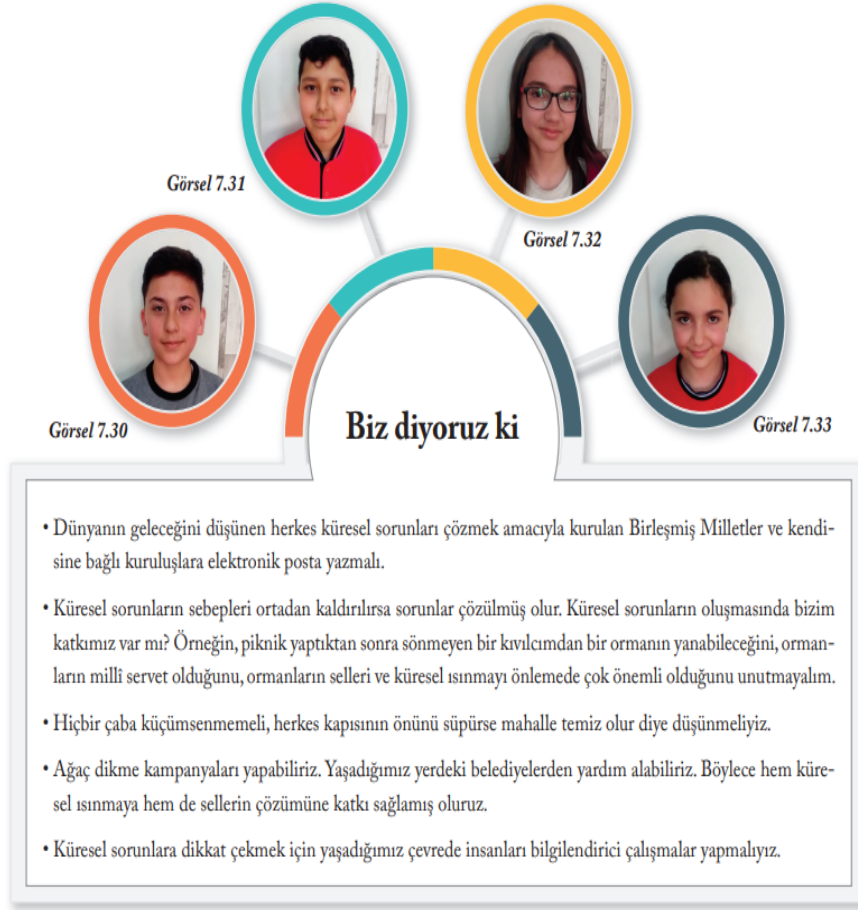 Görsel 7.31
Görsel 7.32
Görsel 7.30
Görsel 7.33
Biz diyoruz ki
• Dünyanın geleceğini düşünen herkes küresel sorunları çözmek amacıyla kurulan Birleşmiş Milletler ve kendi-
sine bağlı kuruluşlara elektronik posta yazmalı.
• Küresel sorunların sebepleri ortadan kaldırılırsa sorunlar çözülmüş olur. Küresel sorunların oluşmasında bizim
katkımız var mı? Örneğin, piknik yaptıktan sonra sönmeyen bir kıvılcımdan bir ormanın yanabileceğini, orman-
ların millî servet olduğunu, ormanların selleri ve küresel ısınmayı önlemede çok önemli olduğunu unutmayalım.
• Hiçbir çaba küçümsenmemeli, herkes kapısının önünü süpürse mahalle temiz olur diye düşünmeliyiz.
• Ağaç dikme kampanyaları yapabiliriz. Yaşadığımız yerdeki belediyelerden yardım alabiliriz. Böylece hem küre-
sel ısınmaya hem de sellerin çözümüne katkı sağlamış oluruz.
• Küresel sorunlara dikkat çekmek için yaşadığımız çevrede insanları bilgilendirici çalışmalar yapmalıyız.